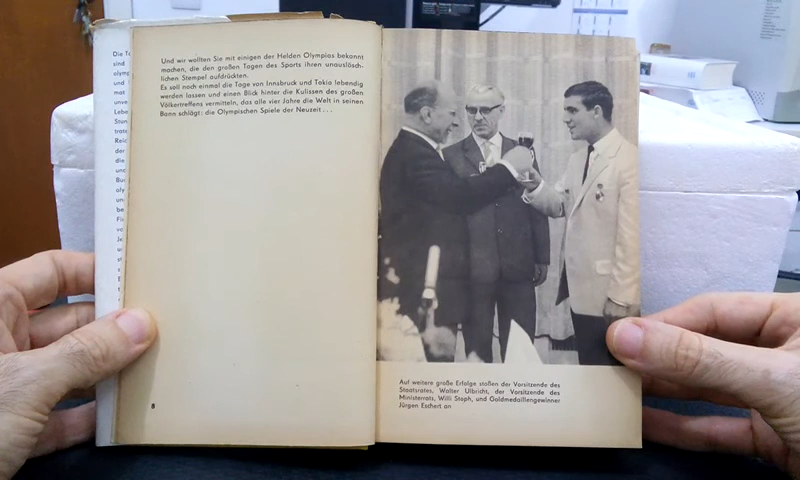 Und wir wollten Sie mit einigen der Helden Olympias bekannt
machen, die den großen Tagen des Sports ihren unauslösch-
lichen Stempel aufdrückten.
Es soll noch einmal die Tage von Innsbruck und Tokio lebendig
werden lassen und einen Blick hinter die Kulissen des großen
Völkertreffens vermitteln, das alle vier Jahre die Welt in seinen
Bann schlägt: die Olympischen Spiele der Neuzeit . . .
8
Auf weitere große Erfolge stoßen der Vorsitzende des
Staatsrates, Walter Ulbricht, der Vorsitzende des
Ministerrats, Willi Stoph, und Goldmedaillengewinner
Jürgen Eschert an